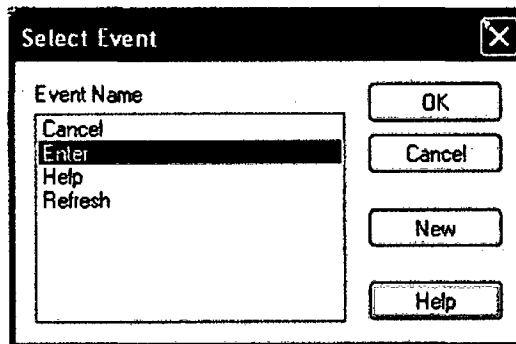 Select Event
Event Name
Cancel
Enter
Help
Refresh
OK
Cancel
New
Help